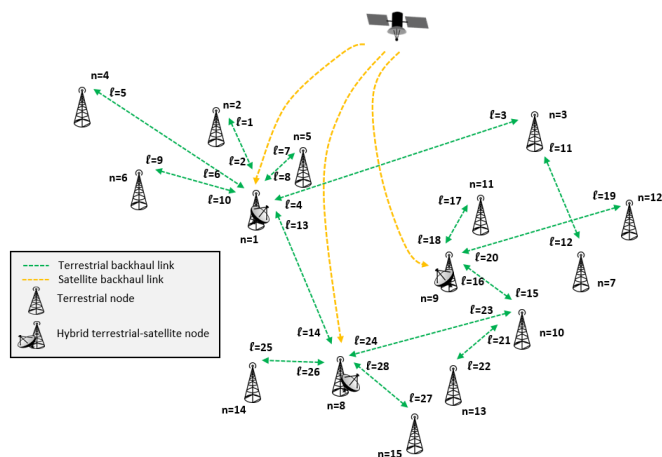 n=4
ℓ=5
n=2
ℓ=1
ℓ=3
n=3
ℓ=11
n=5
ℓ=7
ℓ=9
ℓ=2
ℓ=6
ℓ=8
n=6
ℓ=10
ℓ=4
ℓ=13
n=1
n=11
ℓ=17
ℓ=19
n=12
ℓ=18
ℓ=20
ℓ=12
n=7
ℓ=16
n=9
ℓ=15
Terrestrial backhaul link
Satellite backhaul link
Terrestrial node
Hybrid terrestrial-satellite node
ℓ=23
n=10
ℓ=14
ℓ=24
ℓ=21
ℓ=25
ℓ=26
ℓ=28
ℓ=22
n=14
n=8
ℓ=27
n=13
n=15